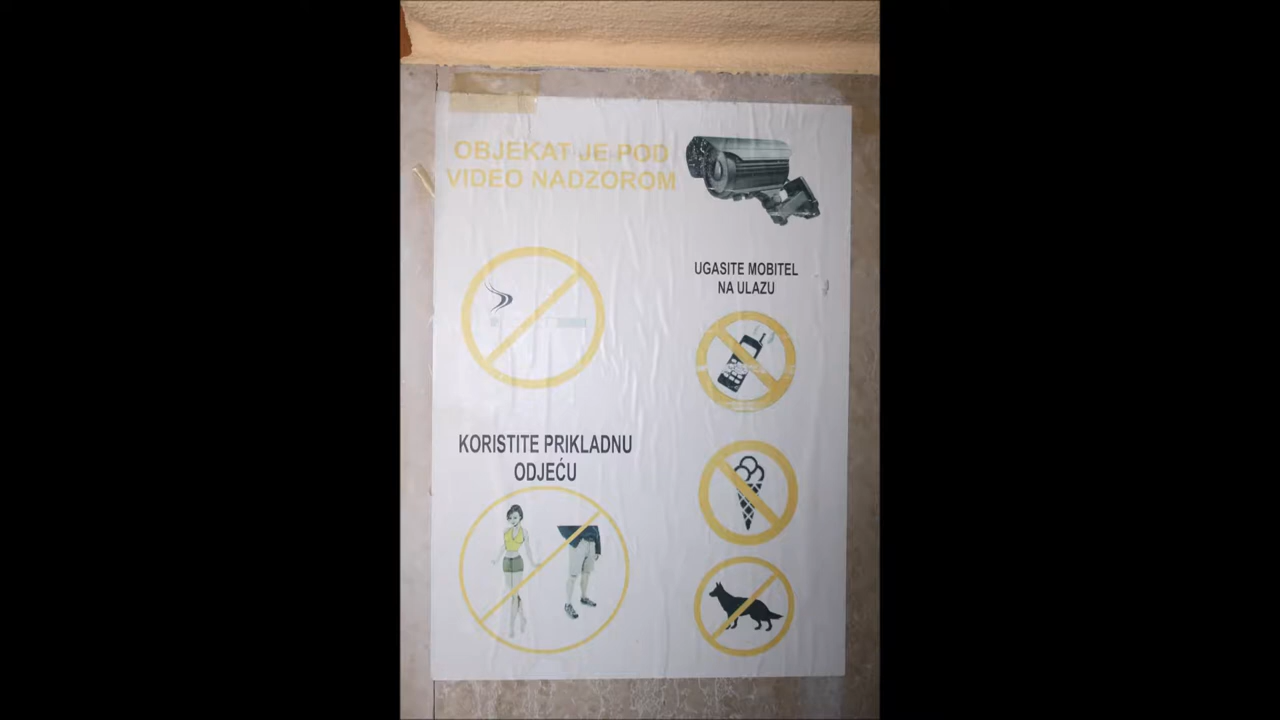 OBJEKAT JE POD
VIDEO NADZOROM
UGASITE MOBITEL
NA ULAZU
KORISTITE PRIKLADNU
ODJEĆU